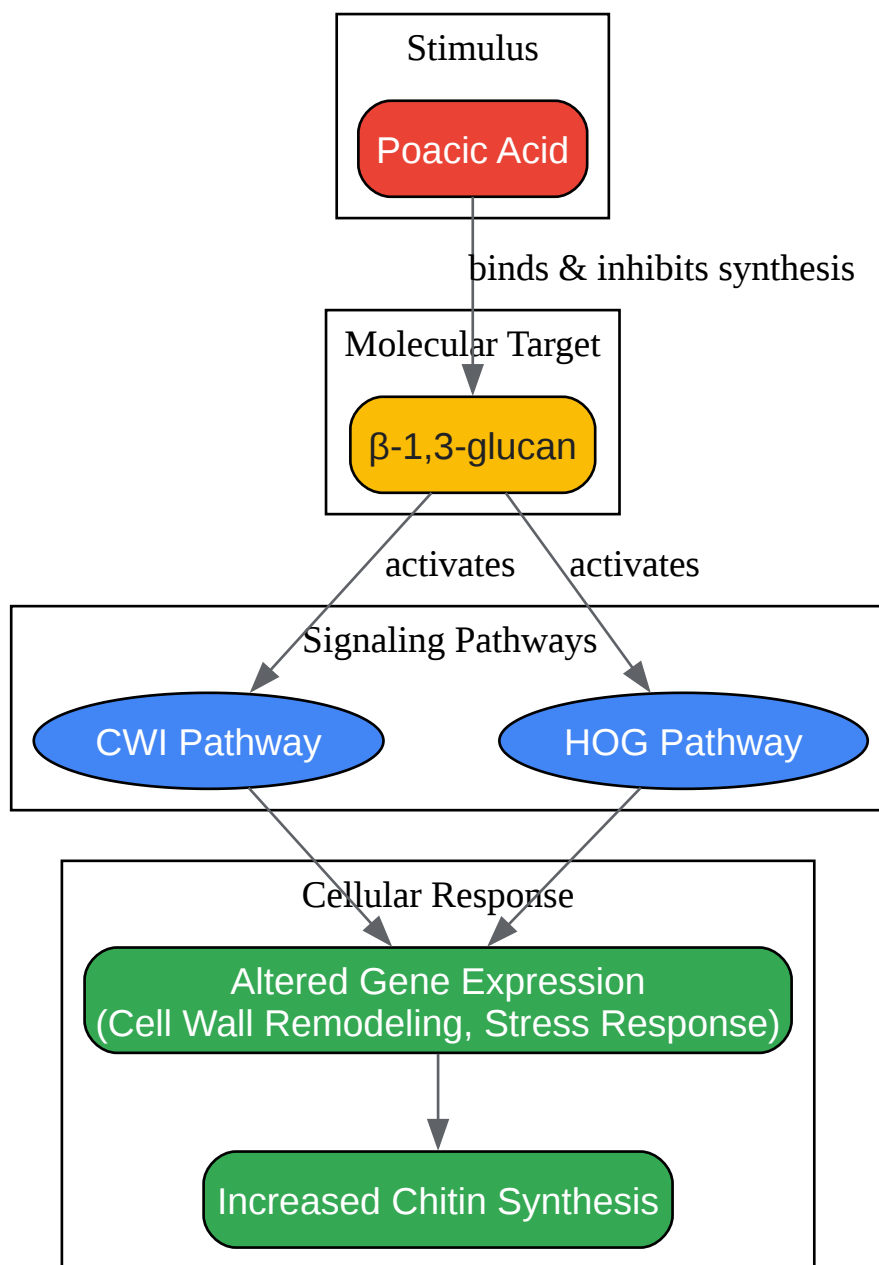 Stimulus
Poacic Acid
binds & inhibits synthesis
Molecular Target
β-1,3-glucan
activates
activates
Signaling Pathways
CWI Pathway
HOG Pathway
Cellular Response
Altered Gene Expression
(Cell Wall Remodeling, Stress Response)
Increased Chitin Synthesis